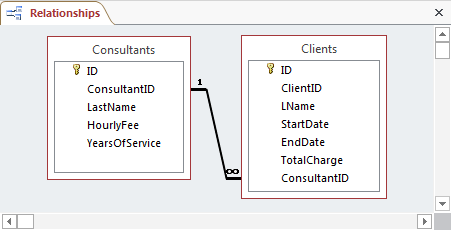 Relationships
Consultants
ID
ConsultantID
LastName
HourlyFee
YearsOfService
1
∞
Clients
ID
ClientID
LName
StartDate
EndDate
TotalCharge
ConsultantID